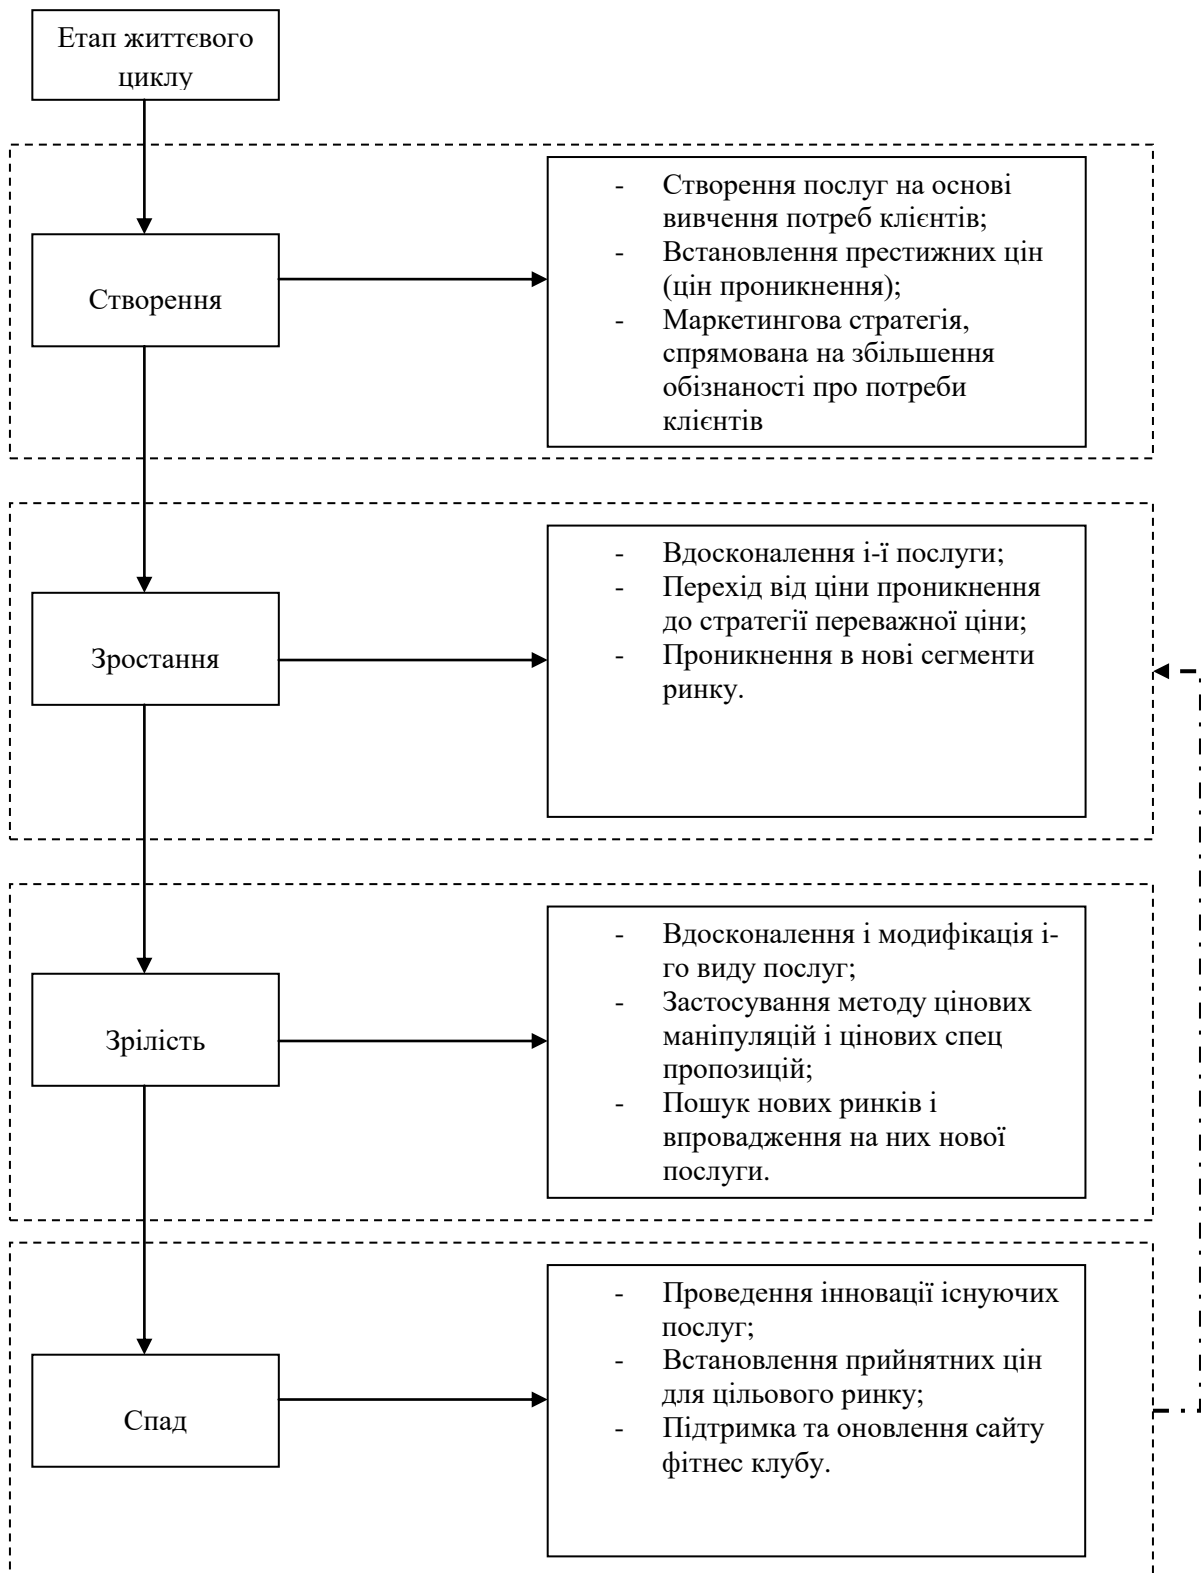 Етап життєвого
циклу
Створення
- Створення послуг на основі
вивчення потреб клієнтів;
- Встановлення престижних цін
(цін проникнення);
- Маркетингова стратегія,
спрямована на збільшення
обізнаності про потреби
клієнтів
Зростання
- Вдосконалення і-ї послуги;
- Перехід від ціни проникнення
до стратегії переважної ціни;
- Проникнення в нові сегменти
ринку.
Зрілість
- Вдосконалення і модифікація і-
го виду послуг;
- Застосування методу цінових
маніпуляцій і цінових спец
пропозицій;
- Пошук нових ринків і
впровадження на них нової
послуги.
Спад
- Проведення інновації існуючих
послуг;
- Встановлення прийнятних цін
для цільового ринку;
- Підтримка та оновлення сайту
фітнес клубу.